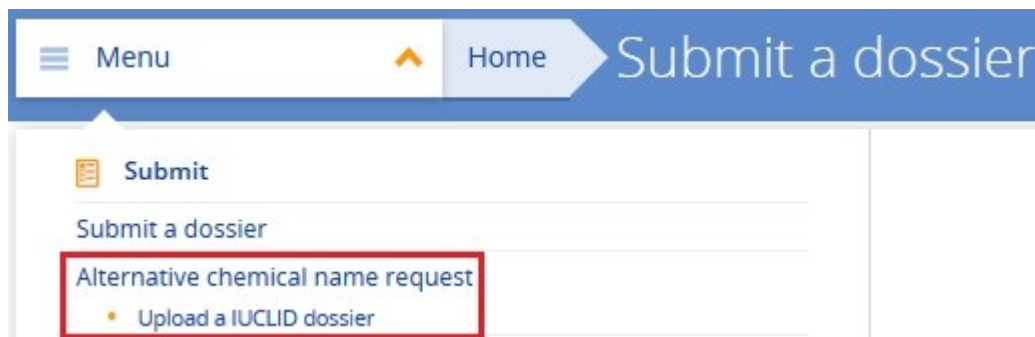 Menu Home Submit a dossier
Submit
Submit a dossier
Alternative chemical name request
• Upload a IUCLID dossier